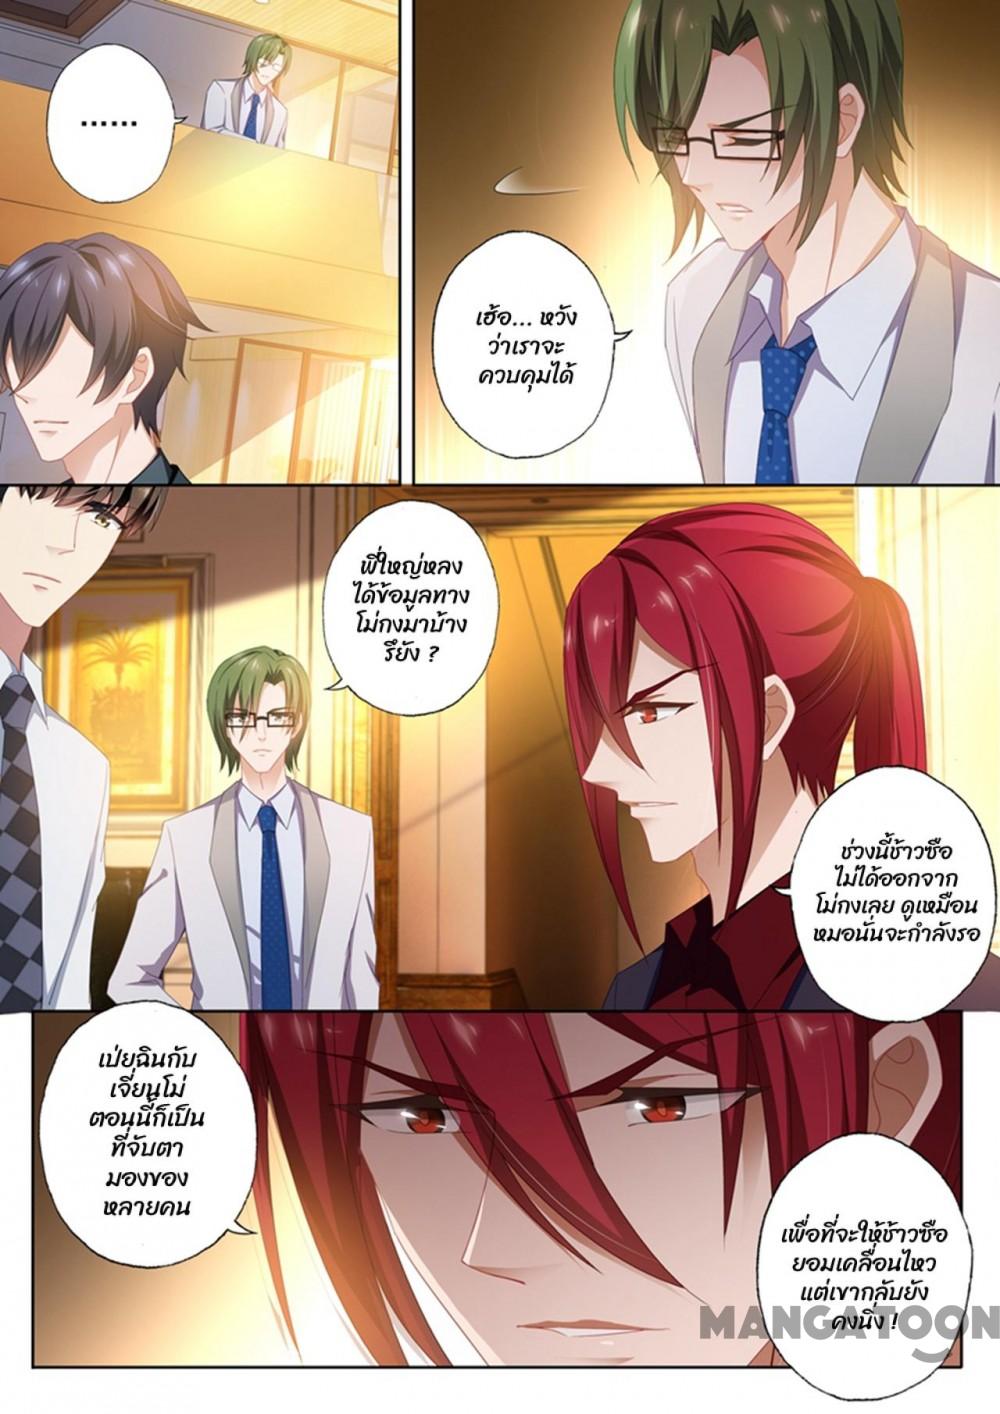 ......
เฮ้อ... หวัง
ว่าเราจะ
ควบคุมได้
พี่ใหญ่หลง
ได้ข้อมูลทาง
โม่กงมาบ้าง
รึยัง ?
ช่วงนี้ช้าวซือ
ไม่ได้ออกจาก
โม่กงเลย ดูเหมือน
หมอนั่นจะกำลังรอ
เป่ยฉินกับ
เจี่ยนโม่
ตอนนี้ก็เป็น
ที่จับตา
มองของ
หลายคน
เพื่อที่จะให้ช้าวซือ
ยอมเคลื่อนไหว
แต่เขากลับยัง
คงนิ่ง !
MANGATOON